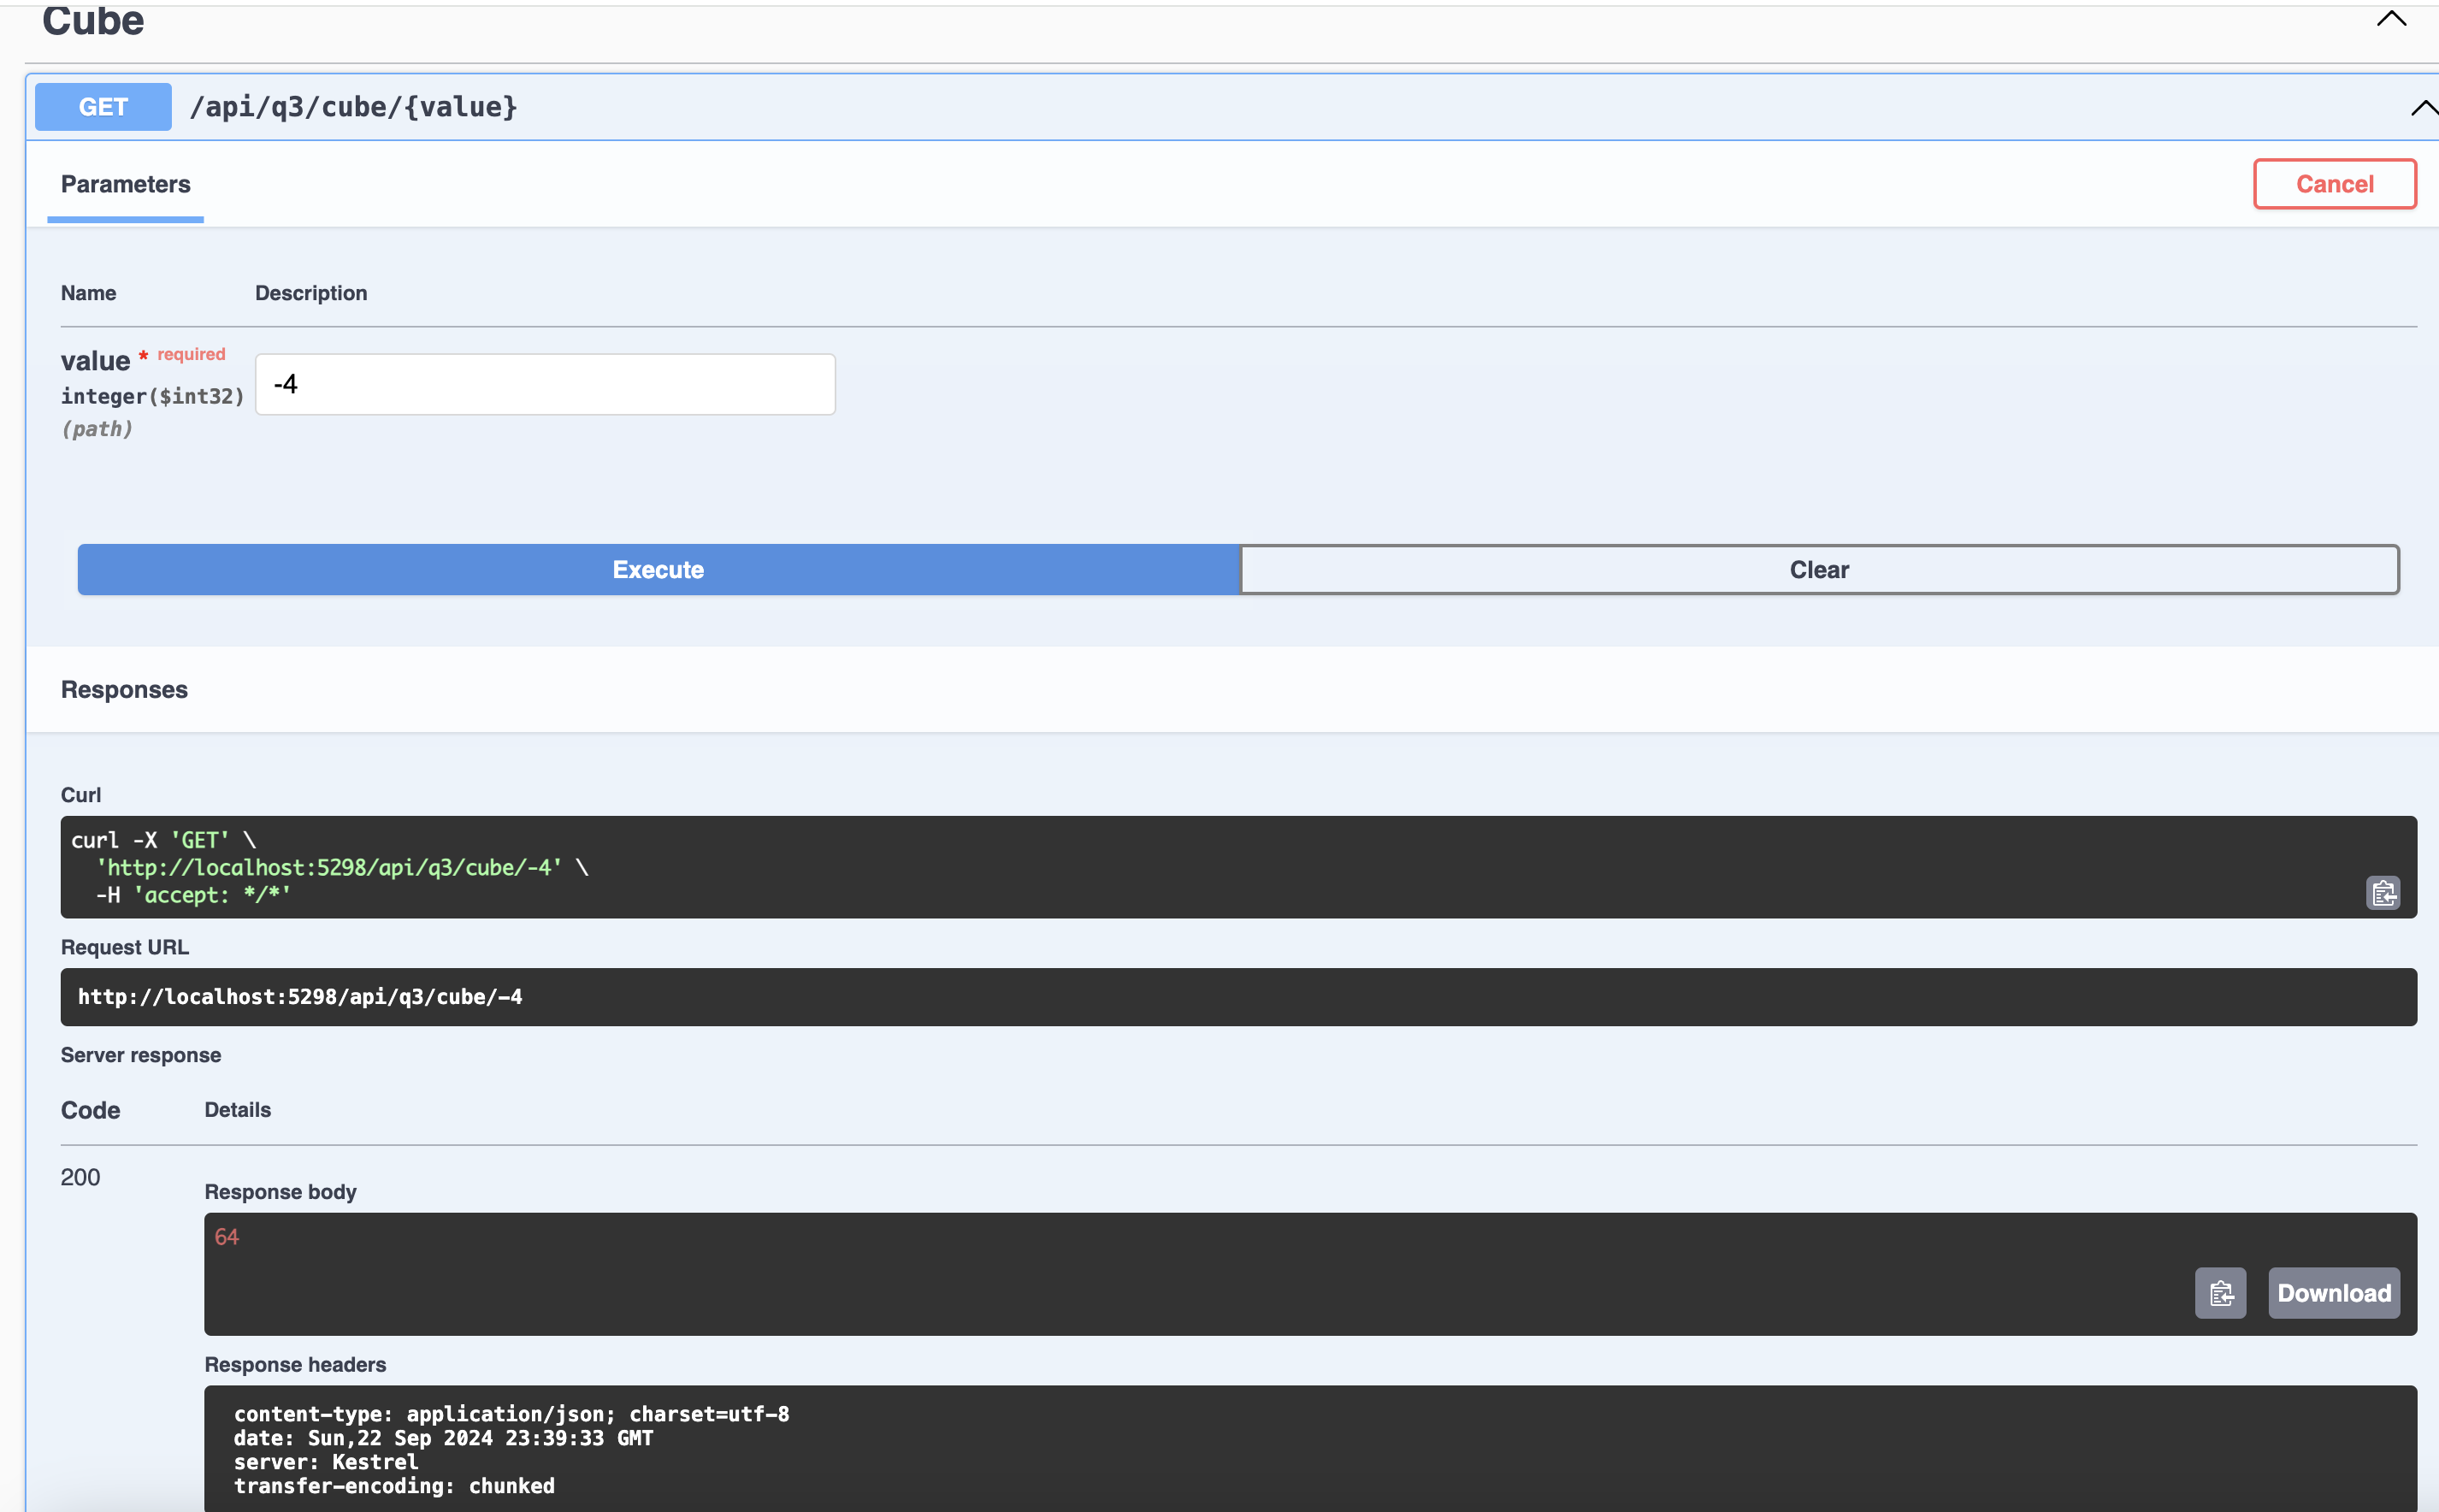 Cube
GET /api/q3/cube/{value}
Parameters
Cancel
Name Description
value * required
integer($int32)
(path)
-4
Execute
Clear
Responses
Curl
curl -X 'GET' \
'http://localhost:5298/api/q3/cube/-4' \
-H 'accept: */*'
Request URL
http://localhost:5298/api/q3/cube/-4
Server response
Code Details
200
Response body
64
Download
Response headers
content-type: application/json; charset=utf-8
date: Sun,22 Sep 2024 23:39:33 GMT
server: Kestrel
transfer-encoding: chunked